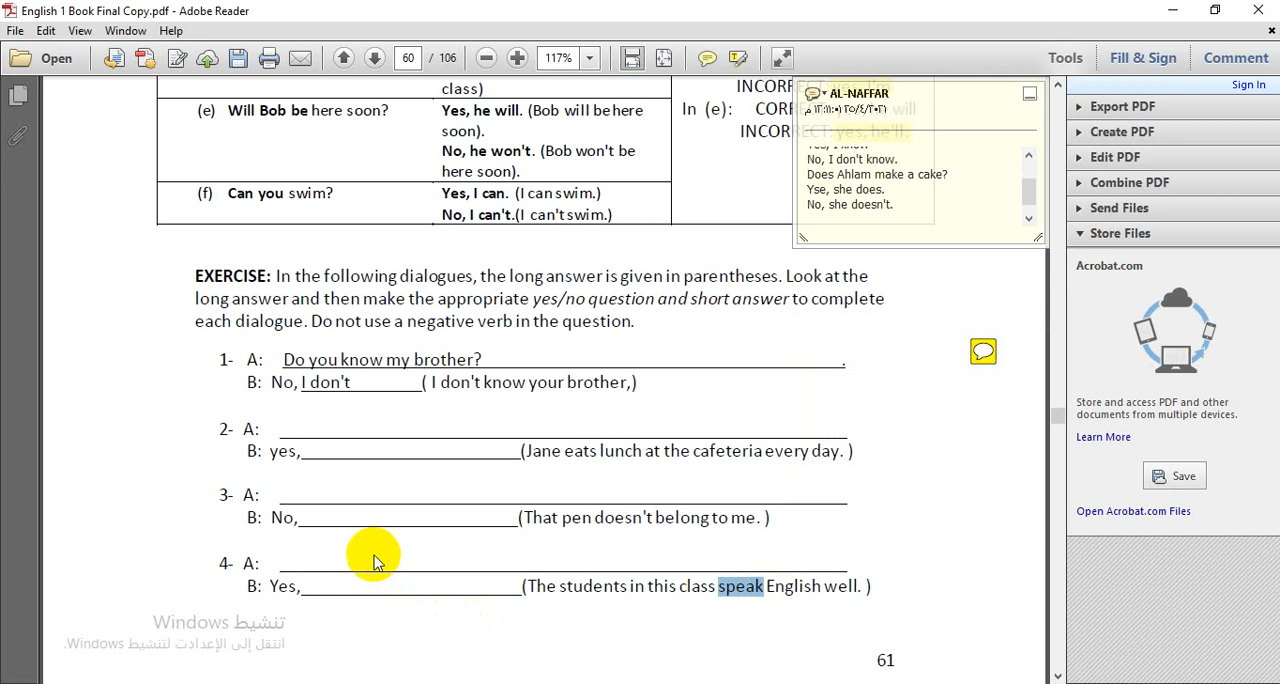 English 1 Book Final Copy.pdf - Adobe Reader
File Edit View Window Help
Open 60 / 106 117% Tools Fill & Sign Comment
Sign In
class)
(e) Will Bob be here soon? Yes, he will. (Bob will be here
soon).
No, he won't. (Bob won't be
here soon).
(f) Can you swim? Yes, I can. (I can swim.)
No, I can't.(I can't swim.)
INCORRECT: yes, I'm
In (e): CORR will
INCORREC yes, he'll.
AL-NAFFAR
Yes, I know
No, I don't know.
Does Ahlam make a cake?
Yse, she does.
No, she doesn't.
EXERCISE: In the following dialogues, the long answer is given in parentheses. Look at the
long answer and then make the appropriate yes/no question and short answer to complete
each dialogue. Do not use a negative verb in the question.
1- A: Do you know my brother? .
B: No, I don't ( I don't know your brother,)
2- A:
B: yes, (Jane eats lunch at the cafeteria every day. )
3- A:
B: No, (That pen doesn't belong to me. )
4- A:
B: Yes, (The students in this class speak English well. )
تنشيط Windows
انتقل إلى الإعدادت لتنشيط Windows.
61
Export PDF
Create PDF
Edit PDF
Combine PDF
Send Files
Store Files
Acrobat.com
Store and access PDF and other
documents from multiple devices.
Learn More
Save
Open Acrobat.com Files